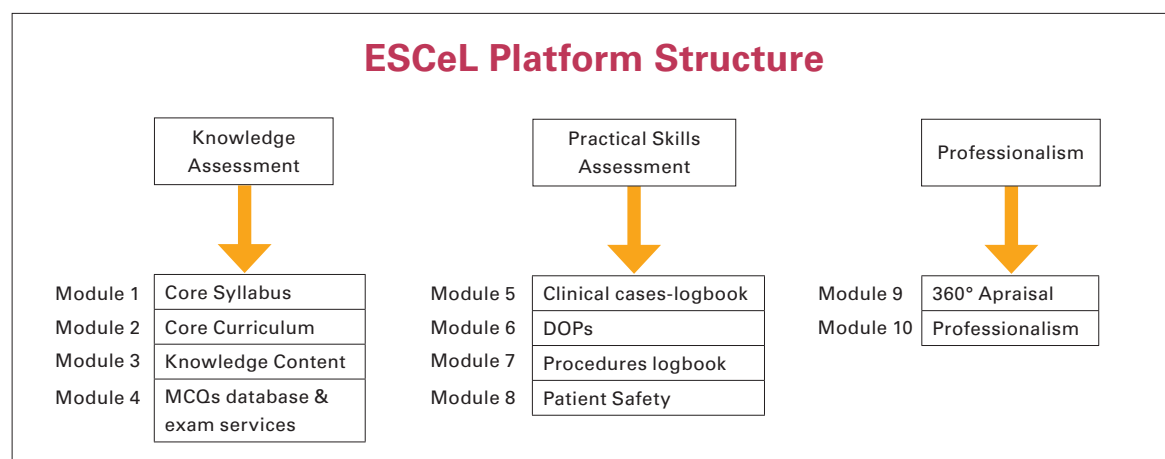 ESCeL Platform Structure
Knowledge
Assessment
Module 1 Core Syllabus
Module 2 Core Curriculum
Module 3 Knowledge Content
Module 4 MCQs database &
exam services
Practical Skills
Assessment
Module 5 Clinical cases-logbook
Module 6 DOPs
Module 7 Procedures logbook
Module 8 Patient Safety
Professionalism
Module 9 360° Apraisal
Module 10 Professionalism